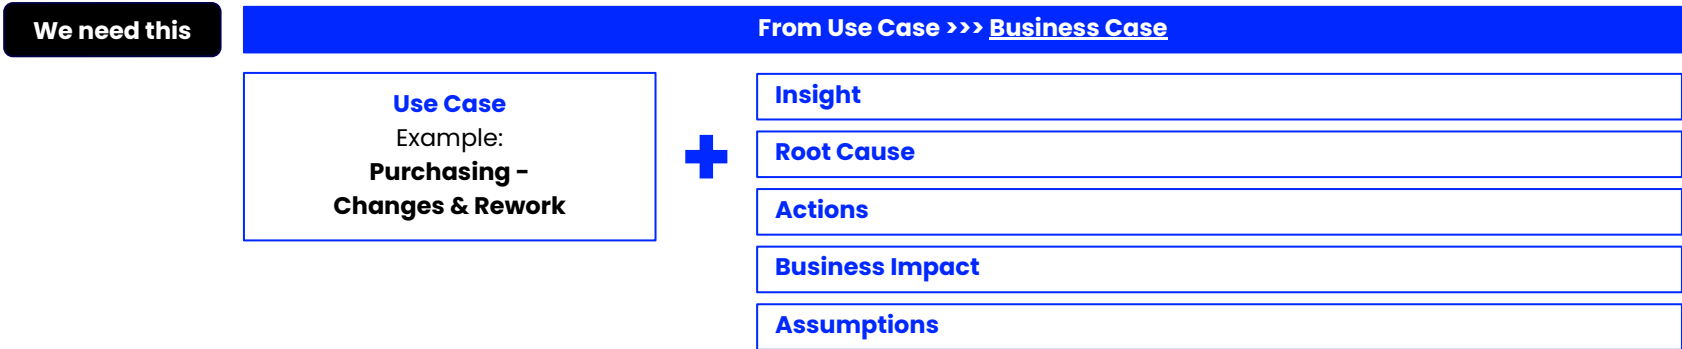 We need this
From Use Case >>> Business Case
Use Case
Example:
Purchasing -
Changes & Rework
Insight
Root Cause
Actions
Business Impact
Assumptions